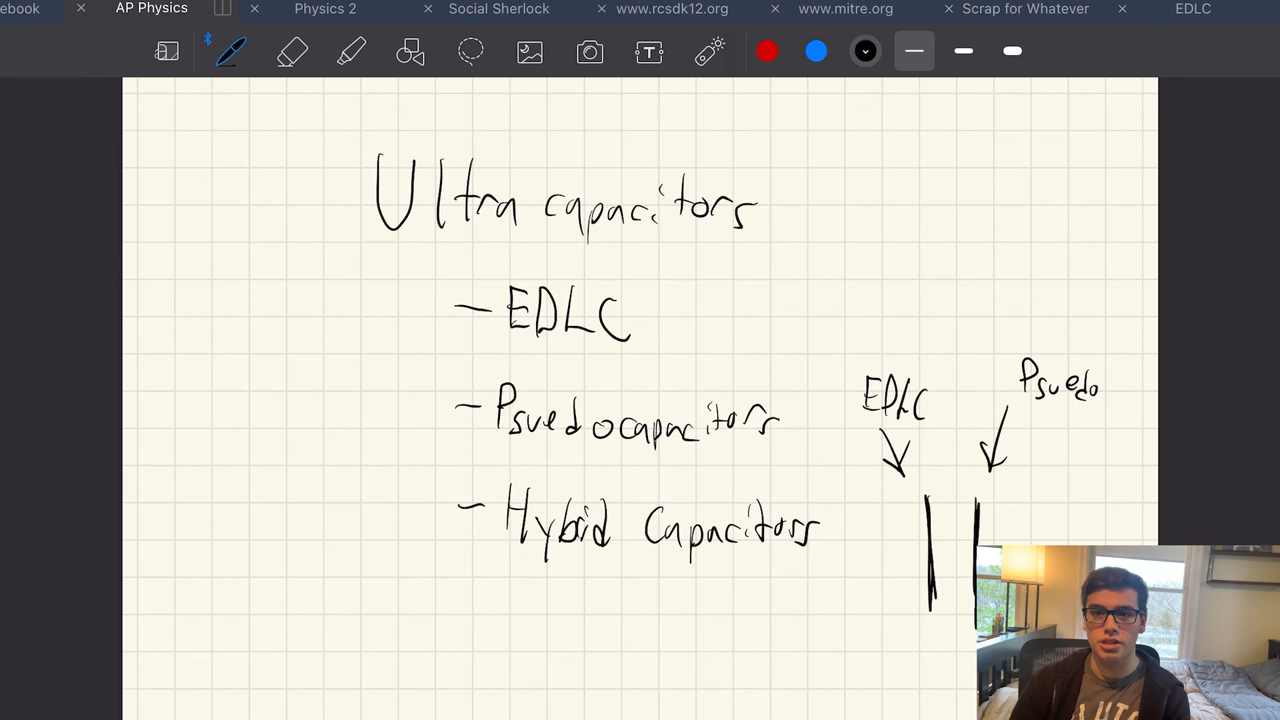 ebook
AP Physics
Physics 2
Social Sherlock
www.rcsdk12.org
www.mitre.org
Scrap for Whatever
EDLC
T
Ultra capacitors
- EDLC
- Psuedocapacitors
- Hybrid Capacitors
EDLC
Psuedo